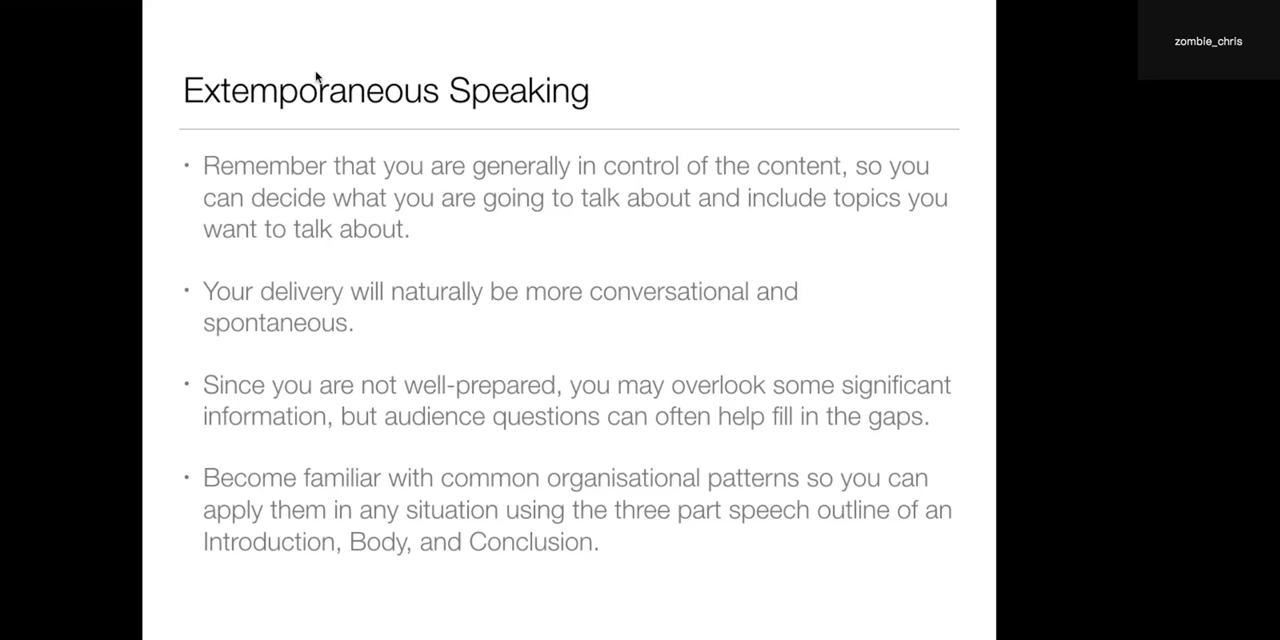 zombie_chris
Extemporaneous Speaking
• Remember that you are generally in control of the content, so you
can decide what you are going to talk about and include topics you
want to talk about.
• Your delivery will naturally be more conversational and
spontaneous.
• Since you are not well-prepared, you may overlook some significant
information, but audience questions can often help fill in the gaps.
• Become familiar with common organisational patterns so you can
apply them in any situation using the three part speech outline of an
Introduction, Body, and Conclusion.